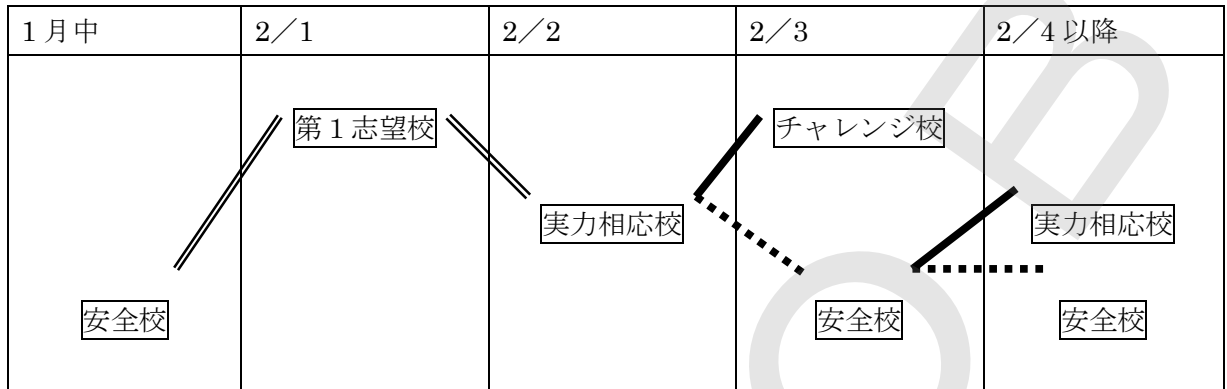 1月中 2/1 2/2 2/3 2/4以降
第1志望校 チャレンジ校
実力相応校 実力相応校
安全校 安全校 安全校